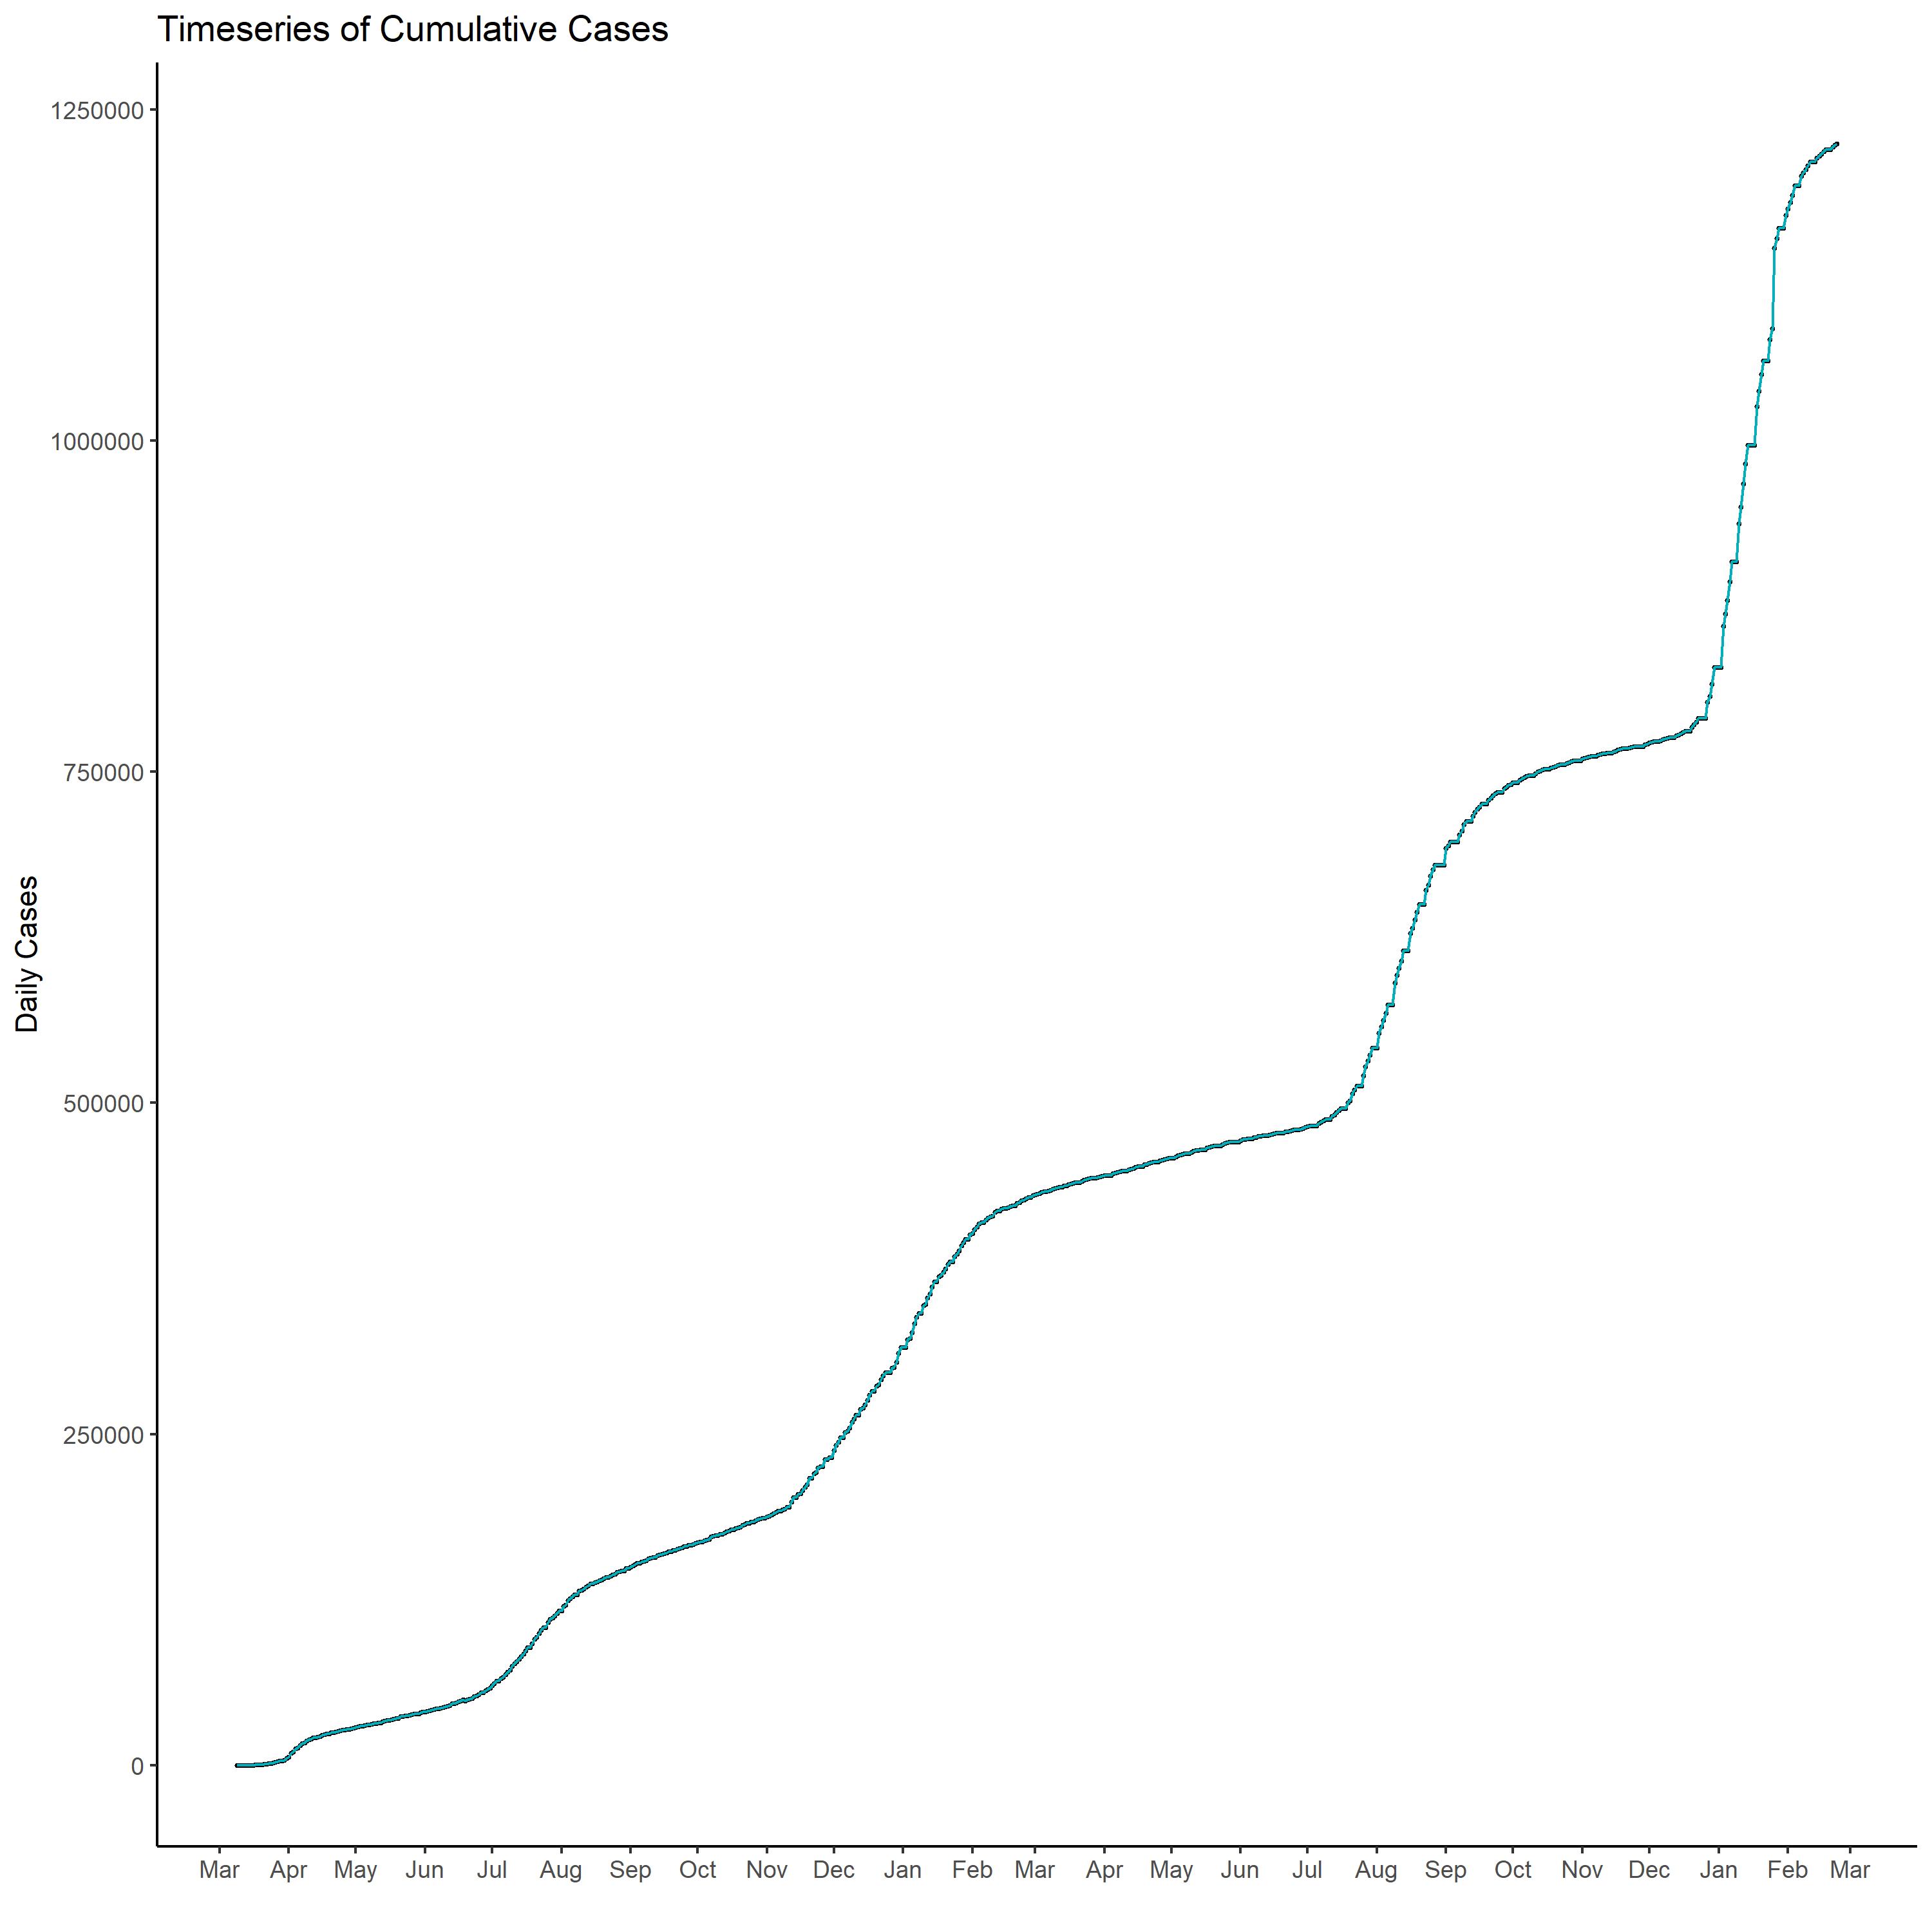 Timeseries of Cumulative Cases
1250000
1000000
750000
500000
250000
0
Daily Cases
Mar Apr May Jun Jul Aug Sep Oct Nov Dec Jan Feb Mar Apr May Jun Jul Aug Sep Oct Nov Dec Jan Feb Mar